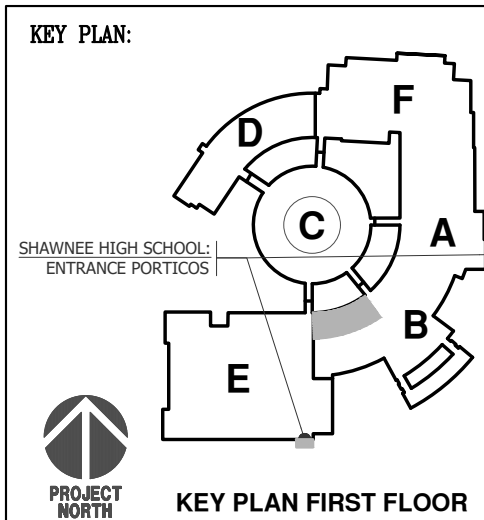 KEY PLAN:
F
D
C
A
SHAWNEE HIGH SCHOOL:
ENTRANCE PORTICOS
B
E
PROJECT
NORTH
KEY PLAN FIRST FLOOR